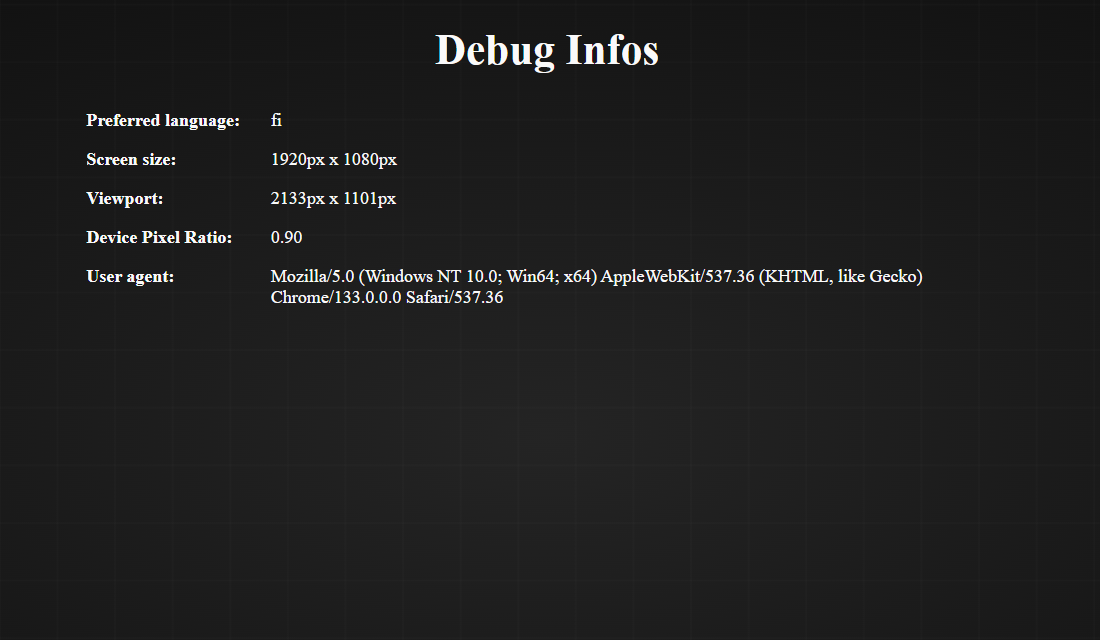 Debug Infos
Preferred language: fi
Screen size: 1920px x 1080px
Viewport: 2133px x 1101px
Device Pixel Ratio: 0.90
User agent: Mozilla/5.0 (Windows NT 10.0; Win64; x64) AppleWebKit/537.36 (KHTML, like Gecko)
Chrome/133.0.0.0 Safari/537.36